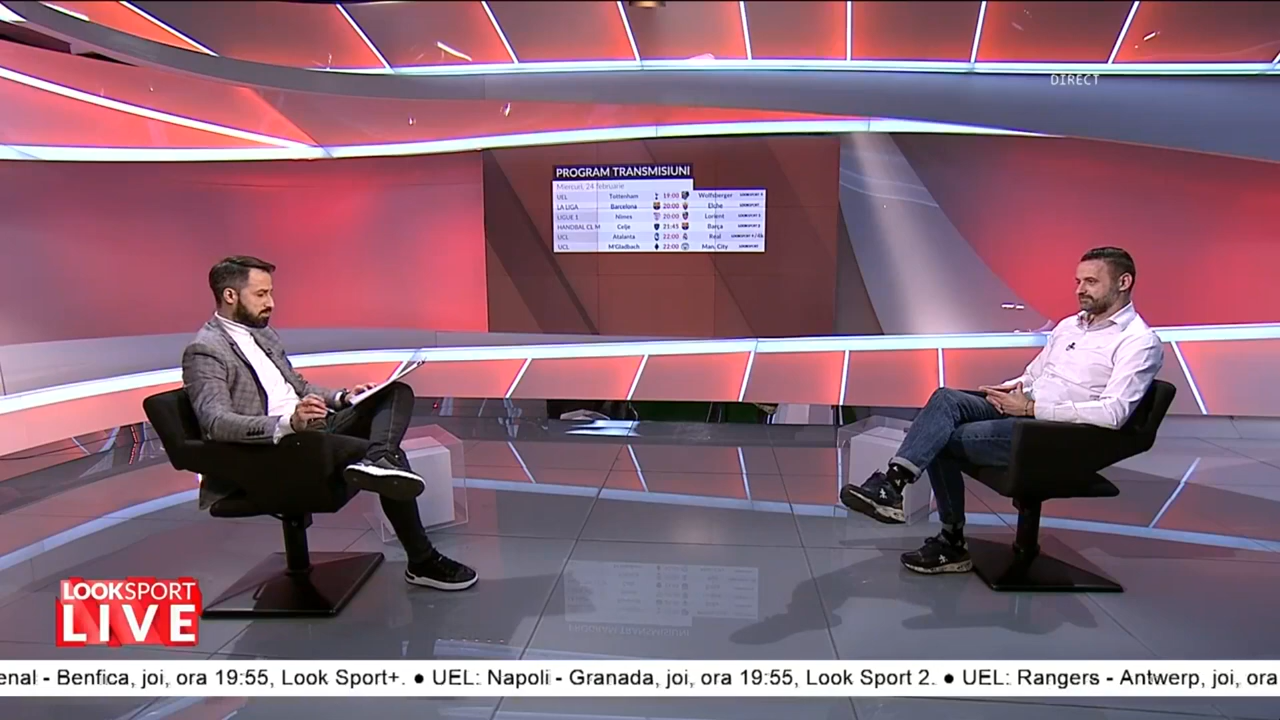 DIRECT
PROGRAM TRANSMISIUNI
Miercuri, 24 februarie
UEL Tottenham 19:00 Wolfsberger
LA LIGA Barcelona 20:00 Elche
LIGUE 1 Nimes 20:00 Lorient
HANDBAL CL M Celje 21:45 Barça
UCL Atalanta 22:00 Real
UCL M'Gladbach 22:00 Man. City
LOOKSPORT
LIVE
enal - Benfica, joi, ora 19:55, Look Sport+. ● UEL: Napoli - Granada, joi, ora 19:55, Look Sport 2. ● UEL: Rangers - Antwerp, joi, ora